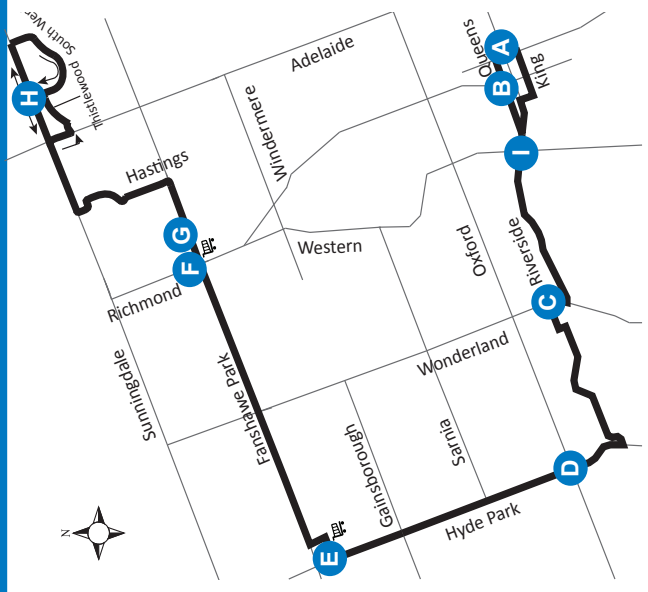 South Wen
Thistlewood
H
Adelaide
Queens
A
B
King
Windermere
Hastings
I
G
F
Western
Oxford
Riverside
C
Richmond
Sunningdale
Fanshawe Park
Wonderland
Gainsborough
Sarnia
D
Hyde Park
E
N